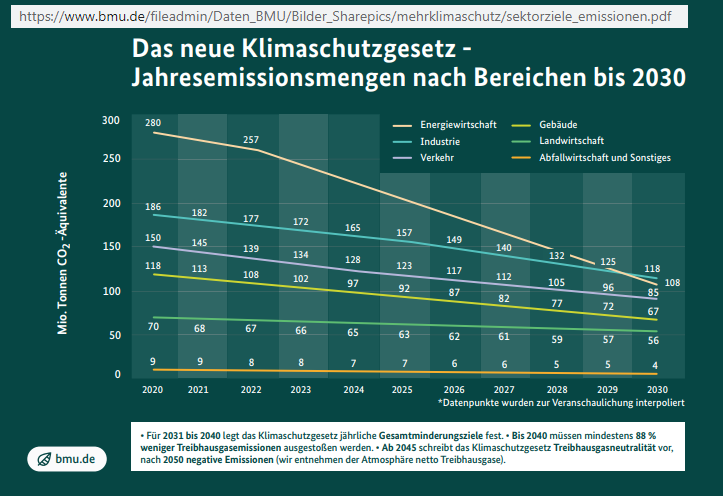 https://www.bmu.de/fileadmin/Daten_BMU/Bilder_Sharepics/mehrklimaschutz/sektorziele_emissionen.pdf
Das neue Klimaschutzgesetz -
Jahresemissionsmengen nach Bereichen bis 2030
Mio. Tonnen CO₂ -Äquivalente
300
250
200
150
100
50
0
Energiewirtschaft
Industrie
Verkehr
Gebäude
Landwirtschaft
Abfallwirtschaft und Sonstiges
280 257 108
186 182 177 172 165 157 149 140 132 125 118
150 145 139 134 128 123 117 112 105 96 85
118 113 108 102 97 92 87 82 77 72 67
70 68 67 66 65 63 62 61 59 57 56
9 9 8 8 7 7 6 6 5 5 4
2020 2021 2022 2023 2024 2025 2026 2027 2028 2029 2030
*Datenpunkte wurden zur Veranschaulichung interpoliert
• Für 2031 bis 2040 legt das Klimaschutzgesetz jährliche Gesamtminderungsziele fest. • Bis 2040 müssen mindestens 88 %
weniger Treibhausgasemissionen ausgestoßen werden. • Ab 2045 schreibt das Klimaschutzgesetz Treibhausgasneutralität vor,
nach 2050 negative Emissionen (wir entnehmen der Atmosphäre netto Treibhausgase).
bmu.de